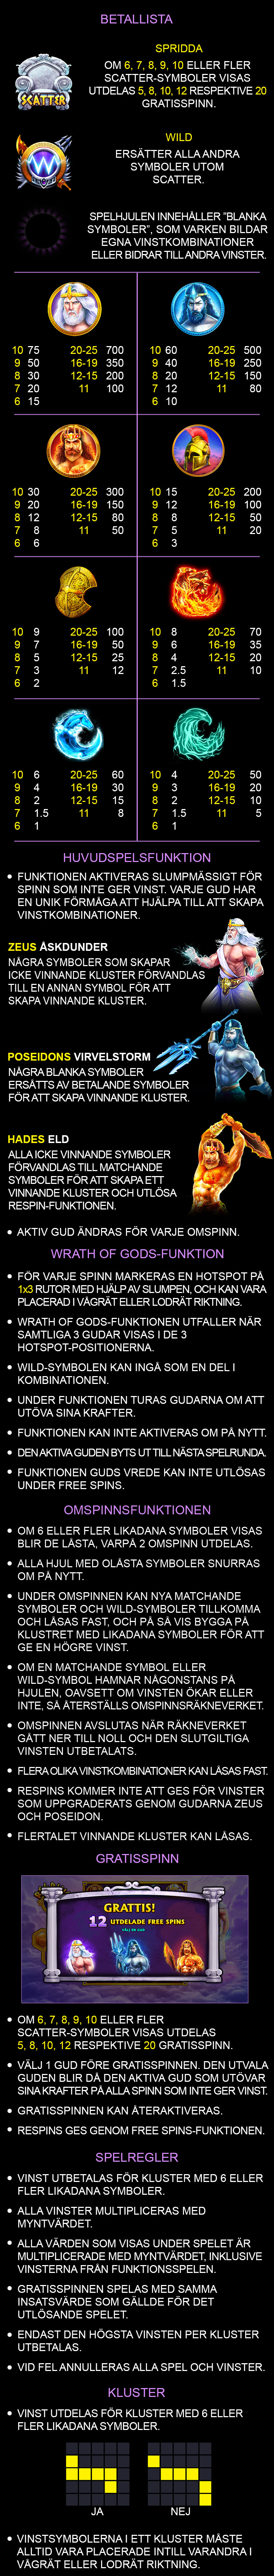 BETALLISTA
SPRIDDA
OM 6, 7, 8, 9, 10 ELLER FLER
SCATTER-SYMBOLER VISAS
UTDELAS 5, 8, 10, 12 RESPEKTIVE 20
GRATISSPINN.
SCATTER
WILD
ERSÄTTER ALLA ANDRA
SYMBOLER UTOM
SCATTER.
W
SPELHJULEN INNEHÅLLER "BLANKA
SYMBOLER", SOM VARKEN BILDAR
EGNA VINSTKOMBINATIONER
ELLER BIDRAR TILL ANDRA VINSTER.
10 75 20-25 700
9 50 16-19 350
8 30 12-15 200
7 20 11 100
6 15
10 60 20-25 500
9 40 16-19 250
8 20 12-15 150
7 12 11 80
6 10
10 30 20-25 300
9 20 16-19 150
8 12 12-15 80
7 8 11 50
6 6
10 15 20-25 200
9 12 16-19 100
8 8 12-15 50
7 5 11 20
6 3
10 9 20-25 100
9 7 16-19 50
8 5 12-15 25
7 3 11 12
6 2
10 8 20-25 70
9 6 16-19 35
8 4 12-15 20
7 2.5 11 10
6 1.5
10 6 20-25 60
9 4 16-19 30
8 2 12-15 15
7 1.5 11 8
6 1
10 4 20-25 50
9 3 16-19 20
8 2 12-15 10
7 1.5 11 5
6 1
HUVUDSPELSFUNKTION
• FUNKTIONEN AKTIVERAS SLUMPMÄSSIGT FÖR
SPINN SOM INTE GER VINST. VARJE GUD HAR
EN UNIK FÖRMÅGA ATT HJÄLPA TILL ATT SKAPA
VINSTKOMBINATIONER.
ZEUS ÅSKDUNDER
NÅGRA SYMBOLER SOM SKAPAR
ICKE VINNANDE KLUSTER FÖRVANDLAS
TILL EN ANNAN SYMBOL FÖR ATT
SKAPA VINNANDE KLUSTER.
POSEIDONS VIRVELSTORM
NÅGRA BLANKA SYMBOLER
ERSÄTTS AV BETALANDE SYMBOLER
FÖR ATT SKAPA VINNANDE KLUSTER.
HADES ELD
ALLA ICKE VINNANDE SYMBOLER
FÖRVANDLAS TILL MATCHANDE
SYMBOLER FÖR ATT SKAPA ETT
VINNANDE KLUSTER OCH UTLÖSA
RESPIN-FUNKTIONEN.
• AKTIV GUD ÄNDRAS FÖR VARJE OMSPINN.
WRATH OF GODS-FUNKTION
• FÖR VARJE SPINN MARKERAS EN HOTSPOT PÅ
1x3 RUTOR MED HJÄLP AV SLUMPEN, OCH KAN VARA
PLACERAD I VÅGRÄT ELLER LODRÄT RIKTNING.
• WRATH OF GODS-FUNKTIONEN UTFALLER NÄR
SAMTLIGA 3 GUDAR VISAS I DE 3
HOTSPOT-POSITIONERNA.
• WILD-SYMBOLEN KAN INGÅ SOM EN DEL I
KOMBINATIONEN.
• UNDER FUNKTIONEN TURAS GUDARNA OM ATT
UTÖVA SINA KRAFTER.
• FUNKTIONEN KAN INTE AKTIVERAS OM PÅ NYTT.
• DEN AKTIVA GUDEN BYTS UT TILL NÄSTA SPELRUNDA.
• FUNKTIONEN GUDS VREDE KAN INTE UTLÖSAS
UNDER FREE SPINS.
OMSPINNSFUNKTIONEN
• OM 6 ELLER FLER LIKADANA SYMBOLER VISAS
BLIR DE LÅSTA, VARPÅ 2 OMSPINN UTDELAS.
• ALLA HJUL MED OLÅSTA SYMBOLER SNURRAS
OM PÅ NYTT.
• UNDER OMSPINNEN KAN NYA MATCHANDE
SYMBOLER OCH WILD-SYMBOLER TILLKOMMA
OCH LÅSAS FAST, OCH PÅ SÅ VIS BYGGA PÅ
KLUSTRET MED LIKADANA SYMBOLER FÖR ATT
GE EN HÖGRE VINST.
• OM EN MATCHANDE SYMBOL ELLER
WILD-SYMBOL HAMNAR NÅGONSTANS PÅ
HJULEN, OAVSETT OM VINSTEN ÖKAR ELLER
INTE, SÅ ÅTERSTÄLLS OMSPINNSRÄKNEVERKET.
• OMSPINNEN AVSLUTAS NÄR RÄKNEVERKET
GÅTT NER TILL NOLL OCH DEN SLUTGILTIGA
VINSTEN UTBETALATS.
• FLERA OLIKA VINSTKOMBINATIONER KAN LÅSAS FAST.
• RESPINS KOMMER INTE ATT GES FÖR VINSTER
SOM UPPGRADERATS GENOM GUDARNA ZEUS
OCH POSEIDON.
• FLERTALET VINNANDE KLUSTER KAN LÅSAS.
GRATISSPINN
GRATTIS!
12 UTDELADE FREE SPINS
VÄLJ EN GUD
• OM 6, 7, 8, 9, 10 ELLER FLER
SCATTER-SYMBOLER VISAS UTDELAS
5, 8, 10, 12 RESPEKTIVE 20 GRATISSPINN.
• VÄLJ 1 GUD FÖRE GRATISSPINNEN. DEN UTVALA
GUDEN BLIR DÅ DEN AKTIVA GUD SOM UTÖVAR
SINA KRAFTER PÅ ALLA SPINN SOM INTE GER VINST.
• GRATISSPINNEN KAN ÅTERAKTIVERAS.
• RESPINS GES GENOM FREE SPINS-FUNKTIONEN.
SPELREGLER
• VINST UTBETALAS FÖR KLUSTER MED 6 ELLER
FLER LIKADANA SYMBOLER.
• ALLA VINSTER MULTIPLICERAS MED
MYNTVÄRDET.
• ALLA VÄRDEN SOM VISAS UNDER SPELET ÄR
MULTIPLICERADE MED MYNTVÄRDET, INKLUSIVE
VINSTERNA FRÅN FUNKTIONSSPELEN.
• GRATISSPINNEN SPELAS MED SAMMA
INSATSVÄRDE SOM GÄLLDE FÖR DET
UTLÖSANDE SPELET.
• ENDAST DEN HÖGSTA VINSTEN PER KLUSTER
UTBETALAS.
• VID FEL ANNULLERAS ALLA SPEL OCH VINSTER.
KLUSTER
• VINST UTDELAS FÖR KLUSTER MED 6 ELLER
FLER LIKADANA SYMBOLER.
JA NEJ
• VINSTSYMBOLERNA I ETT KLUSTER MÅSTE
ALLTID VARA PLACERADE INTILL VARANDRA I
VÅGRÄT ELLER LODRÄT RIKTNING.